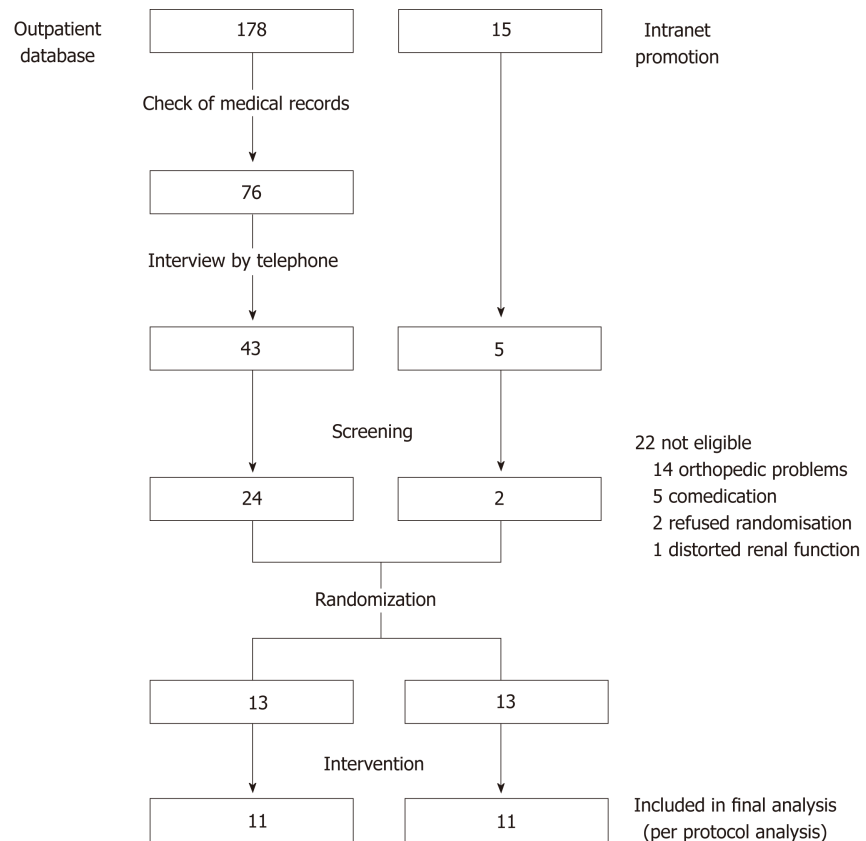 Outpatient
database
178
15
Intranet
promotion
Check of medical records
76
Interview by telephone
43
5
Screening
22 not eligible
14 orthopedic problems
5 comedication
2 refused randomisation
1 distorted renal function
24
2
Randomization
13
13
Intervention
11
11
Included in final analysis
(per protocol analysis)